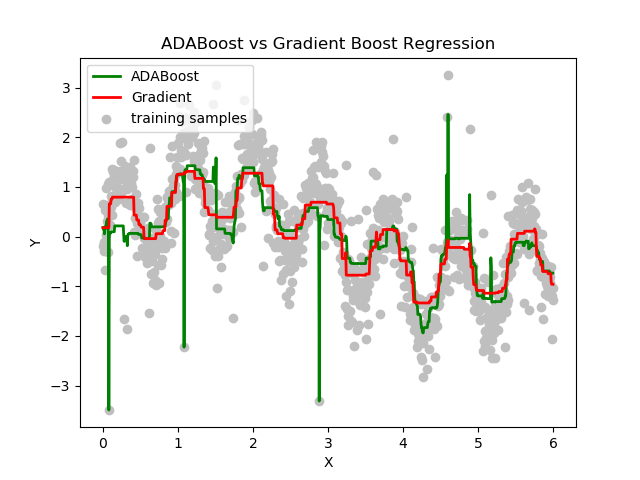 ADABoost vs Gradient Boost Regression
ADABoost
Gradient
training samples
3
2
1
0
−1
−2
−3
Y
0
1
2
3
4
5
6
X